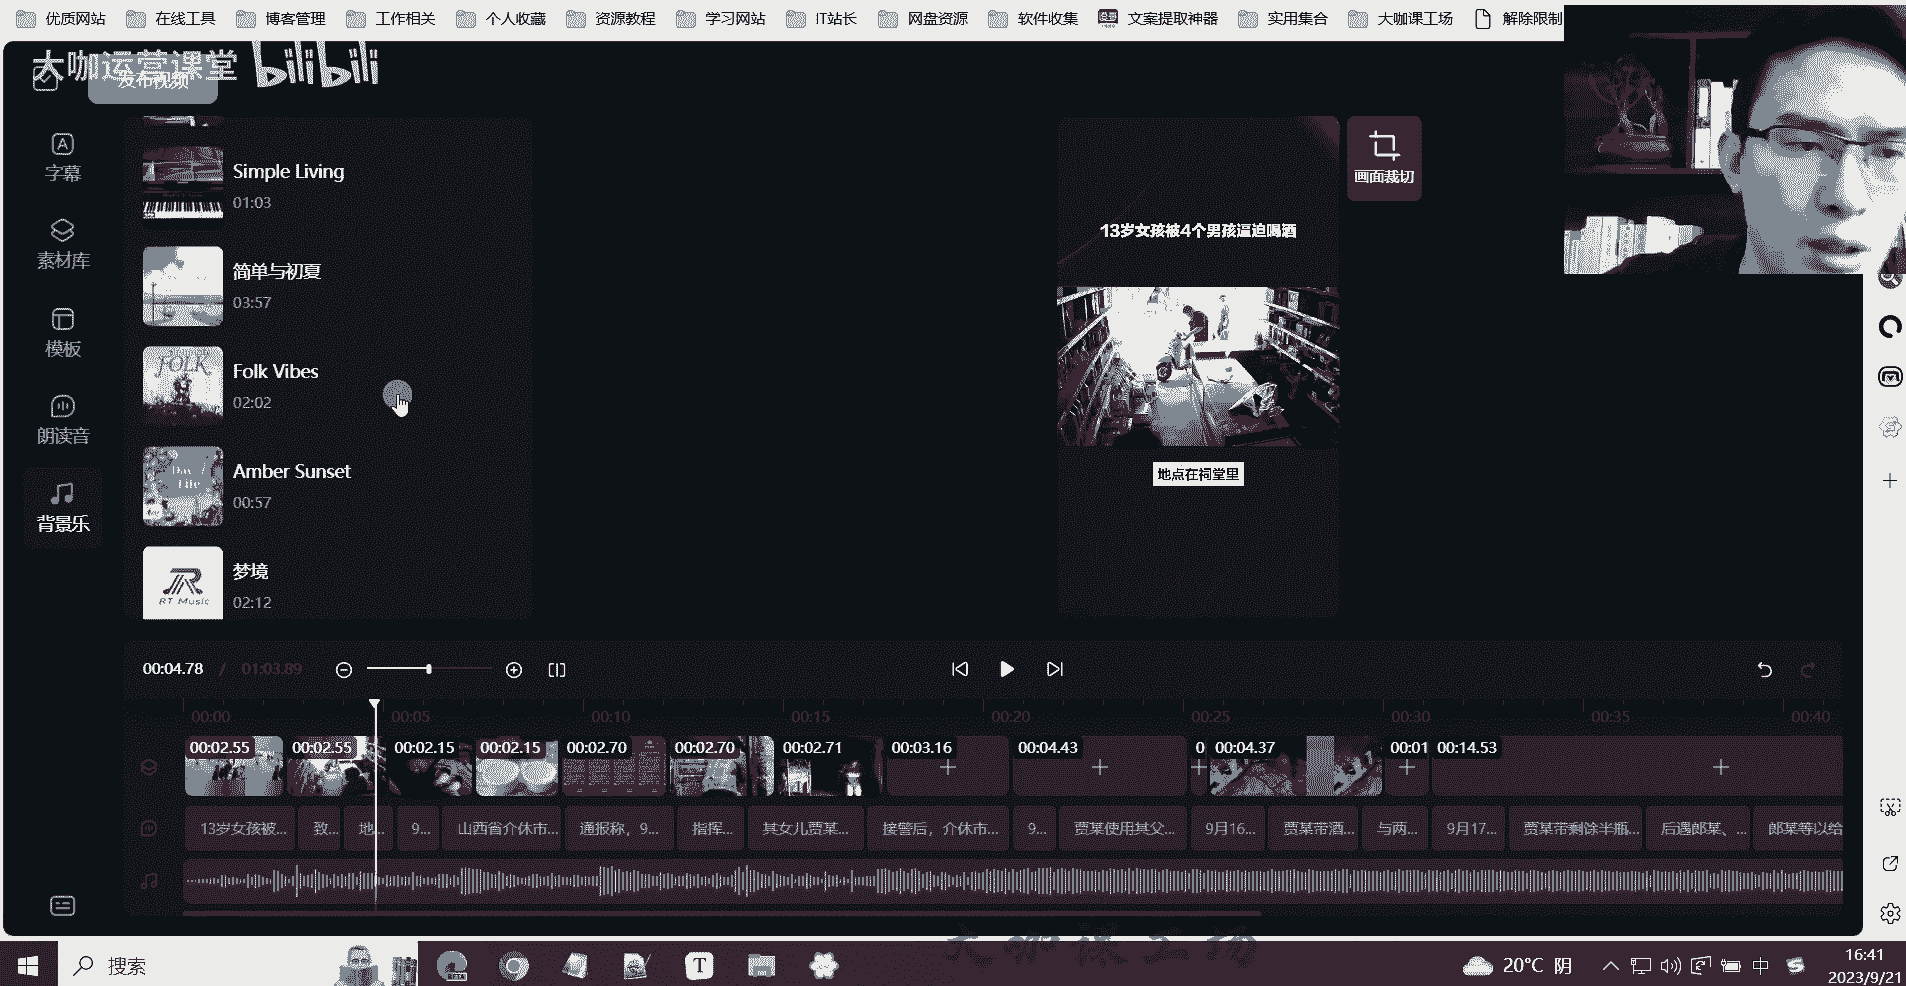 优质网站 在线工具 博客管理 工作相关 个人收藏 资源教程 学习网站 IT站长 网盘资源 软件收集 文案提取神器 实用集合 大咖课工场 解除限制
大咖运营课堂 bilibili
发布视频
字幕
素材库
模板
朗读音
背景乐
Simple Living
01:03
简单与初夏
03:57
FOLK
Folk Vibes
02:02
Amber Sunset
00:57
RT Music
梦境
02:12
13岁女孩被4个男孩逼迫喝酒
地点在祠堂里
画面裁切
00:04.78 / 01:03.89
00:00 00:05 00:10 00:15 00:20 00:25 00:30 00:35 00:40
00:02.55 00:02.55 00:02.15 00:02.15 00:02.70 00:02.70 00:02.71 00:03.16 00:04.43 0 00:04.37 00:01 00:14.53
13岁女孩被... 致... 地... 9... 山西省介休市... 通报称，9... 指挥... 其女儿贾某... 接警后，介休市... 9... 贾某使用其父... 9月16... 贾某带酒... 与两... 9月17... 贾某带剩余半瓶... 后遇郎某、... 郎某等以给
大咖课工场
搜索
T
20°C 阴
中
16:41
2023/9/21